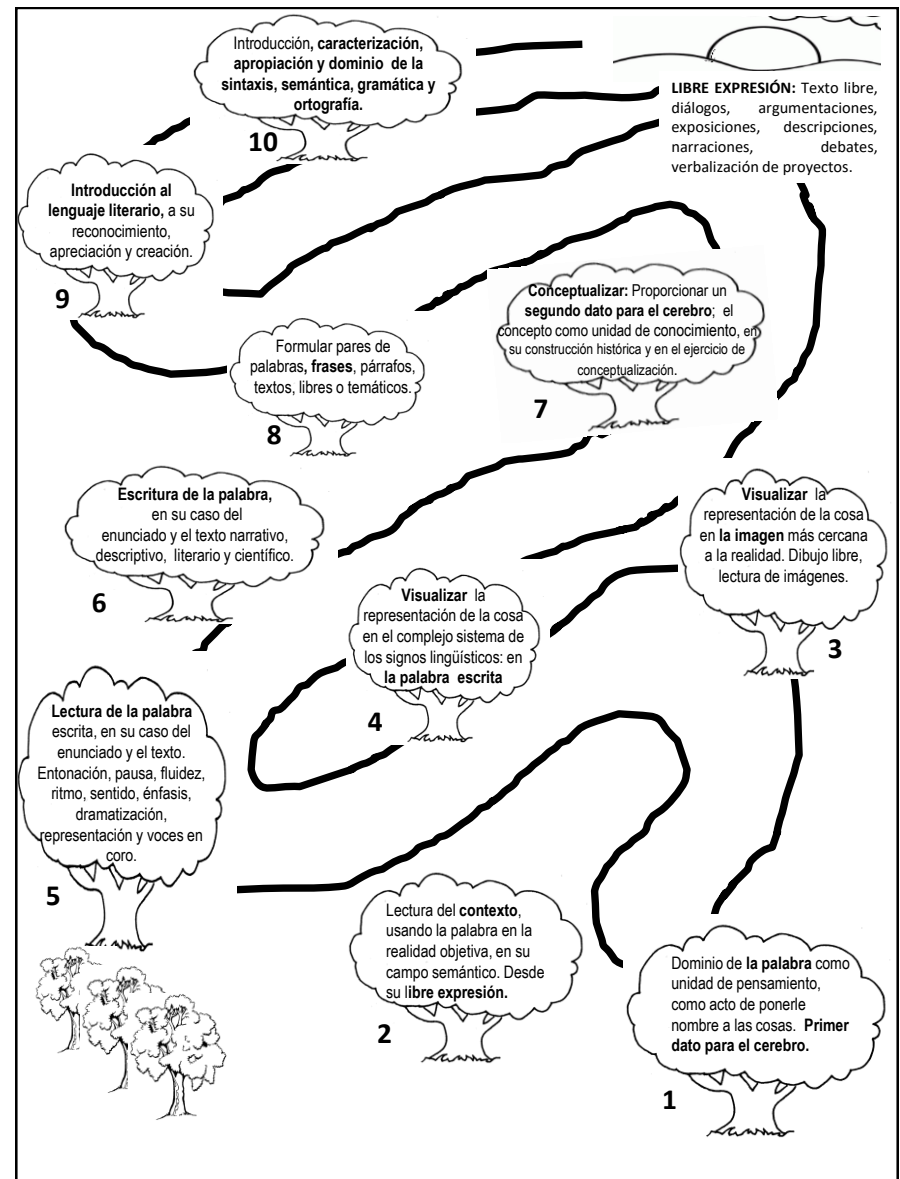 Introducción, caracterización,
apropiación y dominio de la
sintaxis, semántica, gramática y
ortografía.
10
LIBRE EXPRESIÓN: Texto libre,
diálogos, argumentaciones,
exposiciones, descripciones,
narraciones, debates,
verbalización de proyectos.
Introducción al
lenguaje literario, a su
reconocimiento,
apreciación y creación.
9
Conceptualizar: Proporcionar un
segundo dato para el cerebro; el
concepto como unidad de conocimiento, en
su construcción histórica y en el ejercicio de
conceptualización.
7
Formular pares de
palabras, frases, párrafos,
textos, libres o temáticos.
8
Escritura de la palabra,
en su caso del
enunciado y el texto narrativo,
descriptivo, literario y científico.
6
Visualizar la
representación de la cosa
en la imagen más cercana
a la realidad. Dibujo libre,
lectura de imágenes.
3
Visualizar la
representación de la cosa
en el complejo sistema de
los signos lingüísticos: en
la palabra escrita
4
Lectura de la palabra
escrita, en su caso del
enunciado y el texto.
Entonación, pausa, fluidez,
ritmo, sentido, énfasis,
dramatización,
representación y voces en
coro.
5
Lectura del contexto,
usando la palabra en la
realidad objetiva, en su
campo semántico. Desde
su libre expresión.
2
Dominio de la palabra como
unidad de pensamiento,
como acto de ponerle
nombre a las cosas. Primer
dato para el cerebro.
1